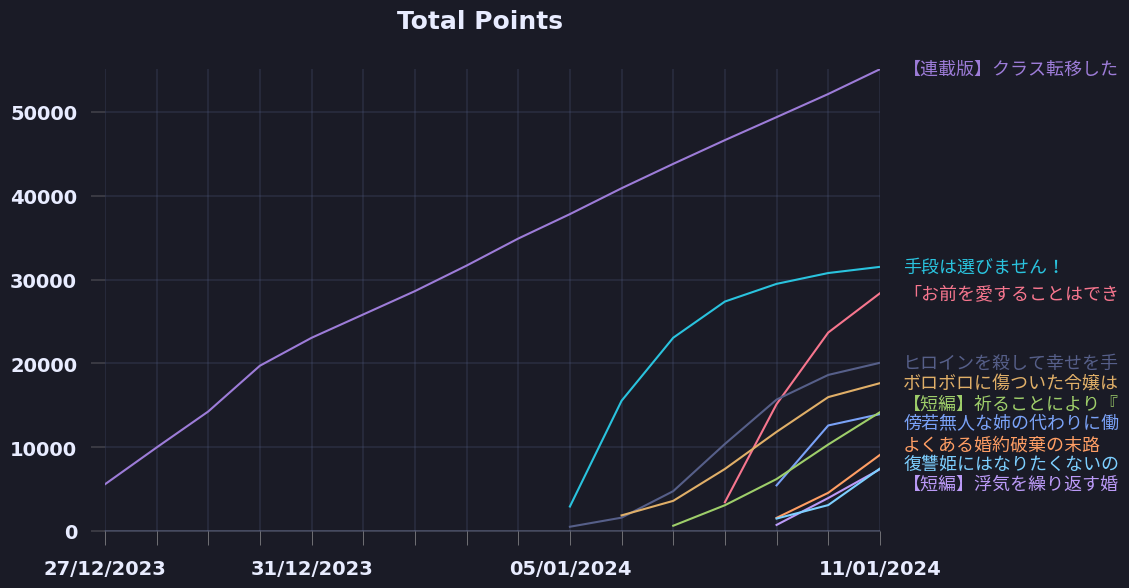 Total Points
50000
40000
30000
20000
10000
0
27/12/2023
31/12/2023
05/01/2024
11/01/2024
【連載版】クラス転移した
手段は選びません！
「お前を愛することはでき
ヒロインを殺して幸せを手
ボロボロに傷ついた令嬢は
【短編】祈ることにより『
傍若無人な姉の代わりに働
よくある婚約破棄の末路
復讐姫にはなりたくないの
【短編】浮気を繰り返す婚